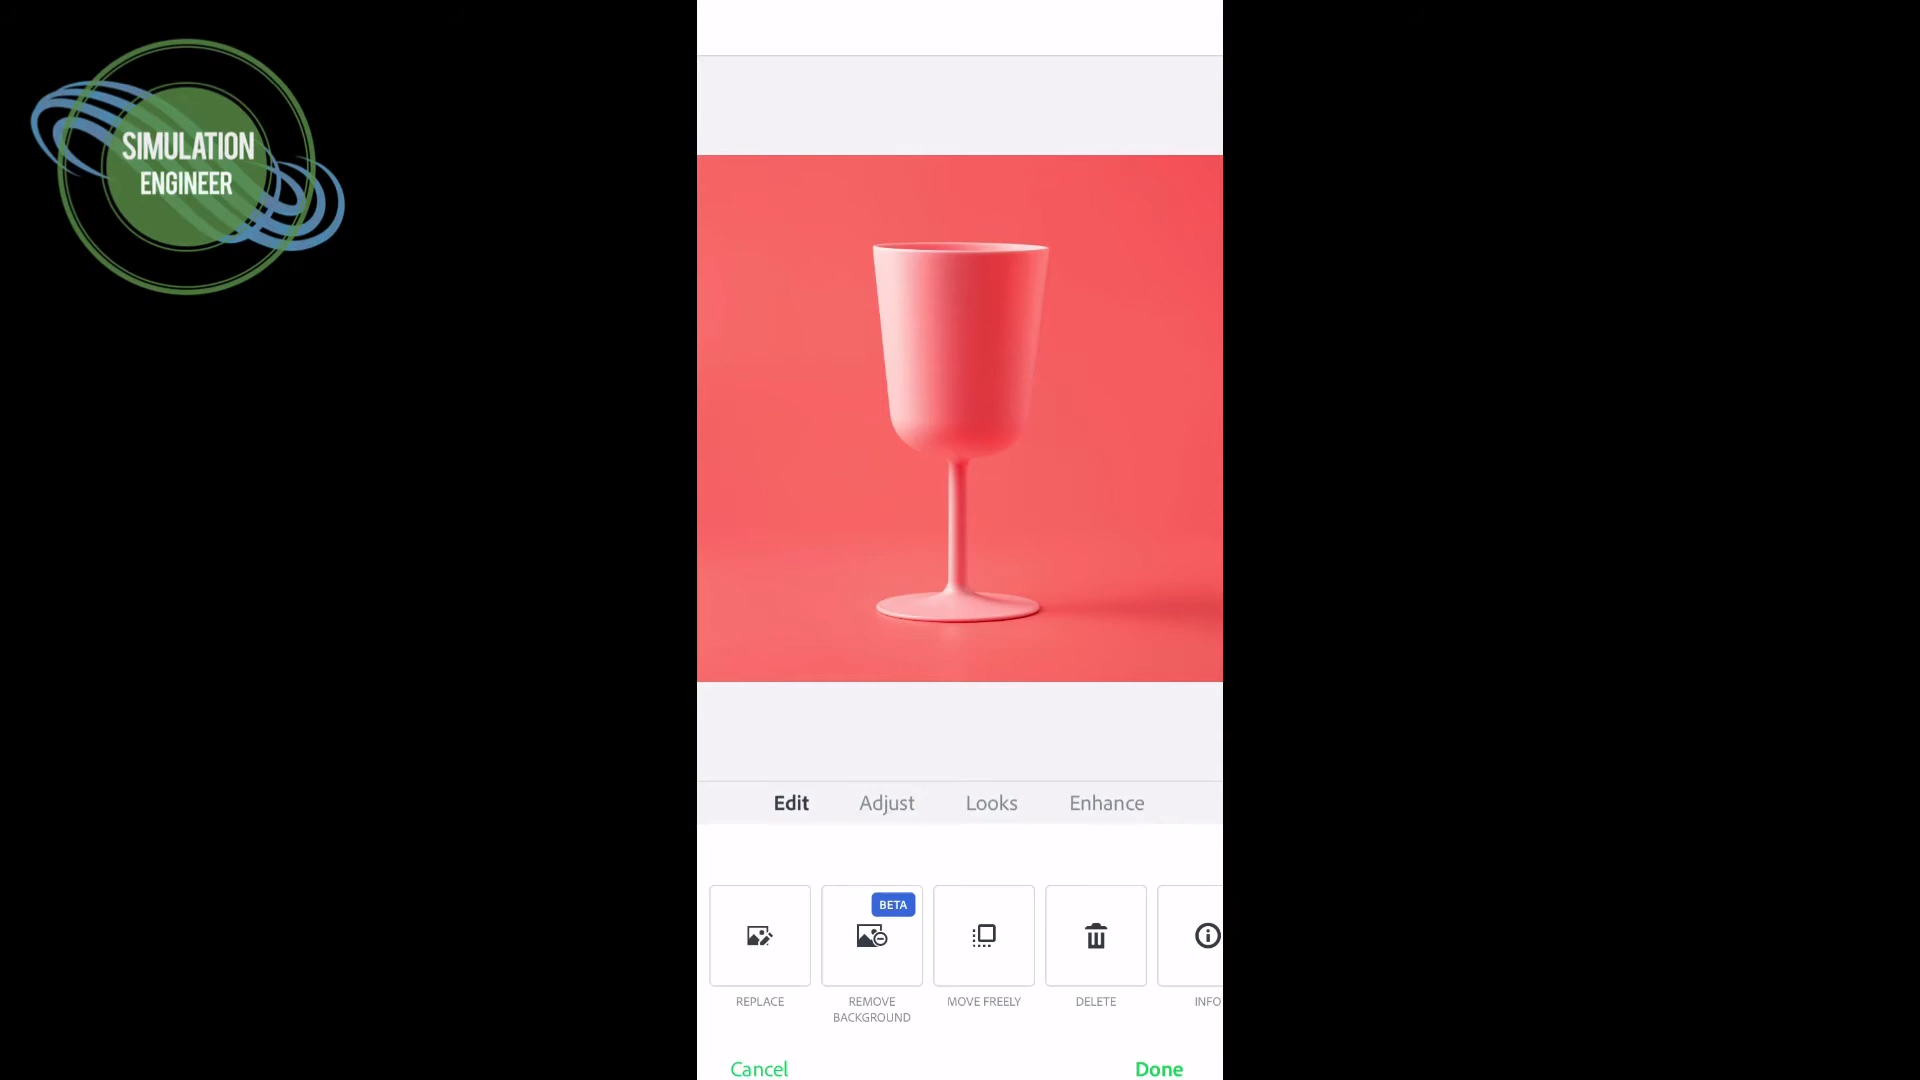 SIMULATION
ENGINEER
Edit Adjust Looks Enhance
BETA
REPLACE REMOVE BACKGROUND MOVE FREELY DELETE INFO
Cancel Done